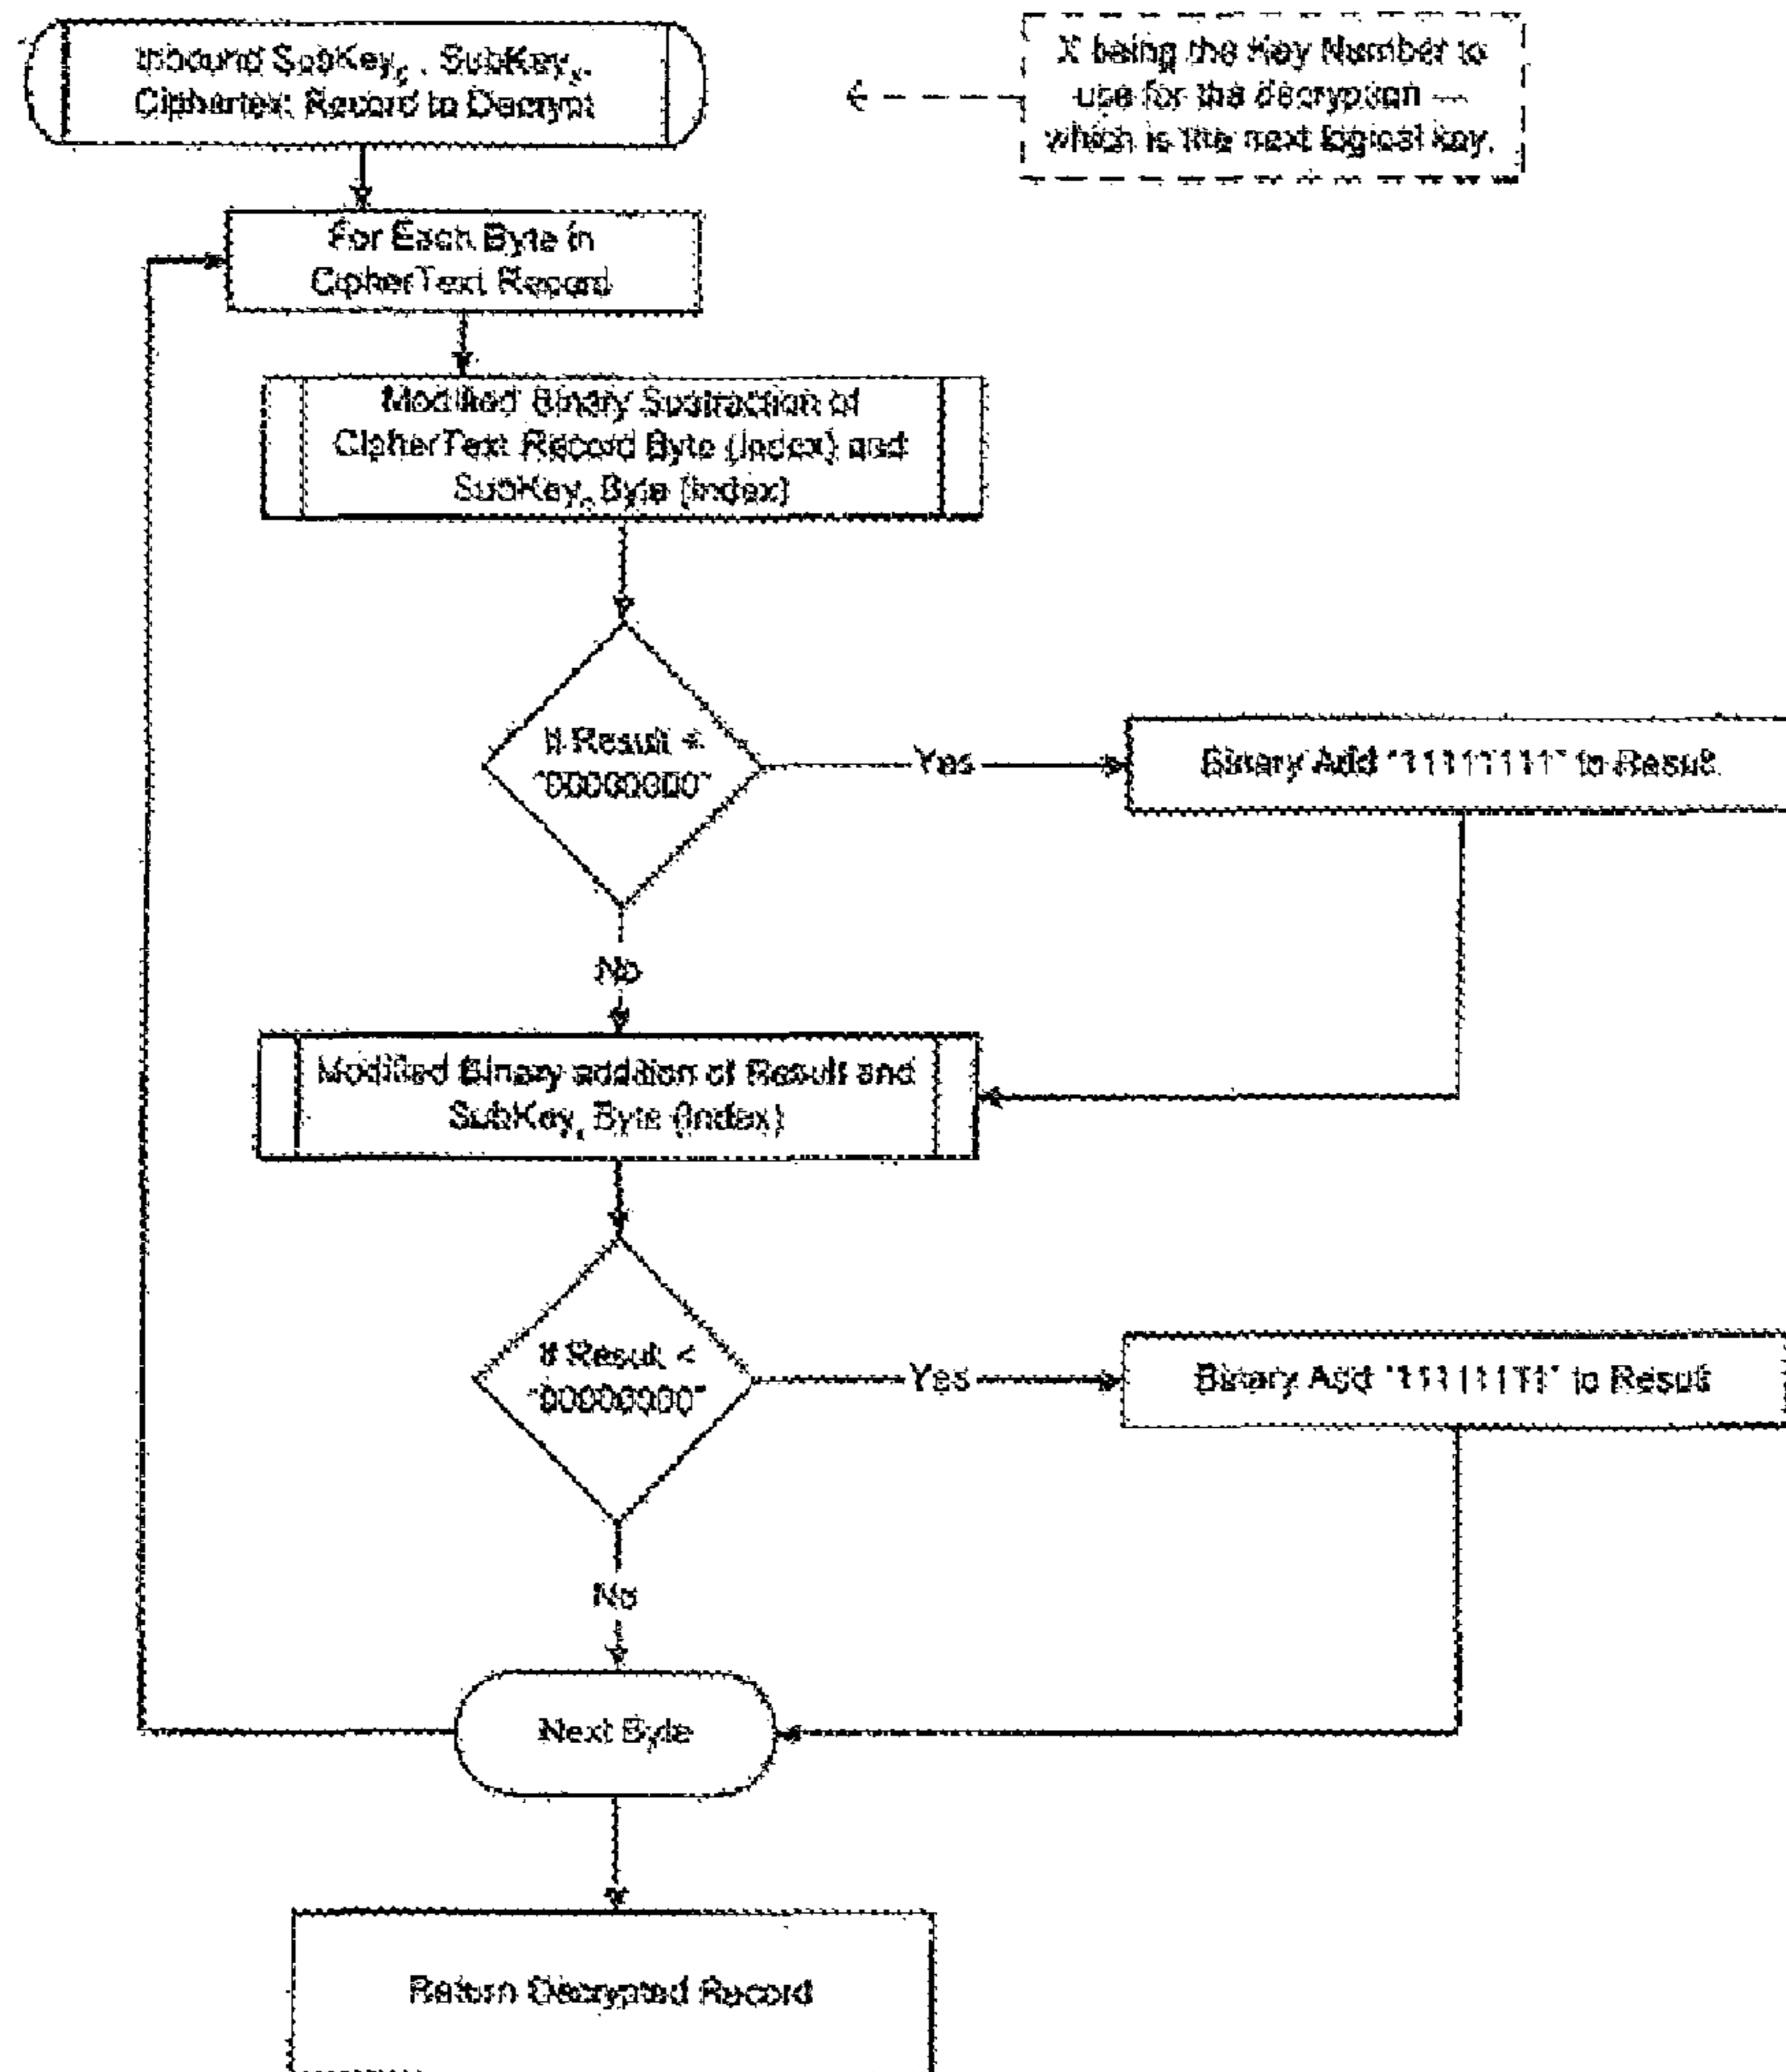 Inbound SubKey , SubKey ,
Ciphertext Record to Decrypt
X being the Key Number to
use for the decryption —
which is the next logical key.
For Each Byte in
CipherText Record
Modified Binary Subtraction of
CipherText Record Byte (Index) and
SubKey Byte (Index)
If Result <
"00000000"
Yes
Binary Add "11111111" to Result
No
Modified Binary addition of Result and
SubKey Byte (Index)
If Result <
"00000000"
Yes
Binary Add "11111111" to Result
No
Next Byte
Return Decrypted Record